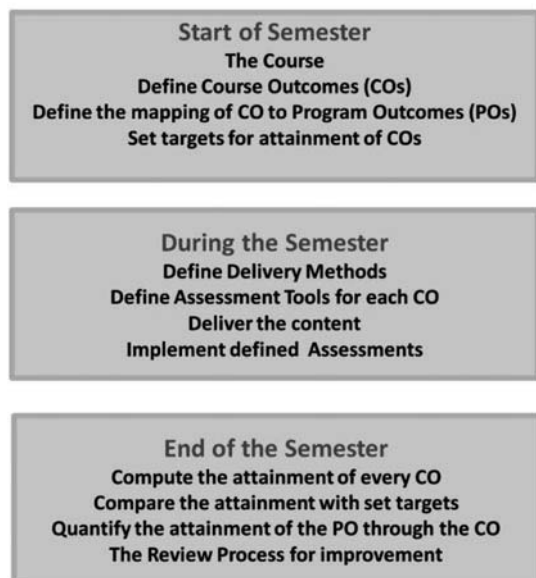 Start of Semester
The Course
Define Course Outcomes (COs)
Define the mapping of CO to Program Outcomes (POs)
Set targets for attainment of COs
During the Semester
Define Delivery Methods
Define Assessment Tools for each CO
Deliver the content
Implement defined Assessments
End of the Semester
Compute the attainment of every CO
Compare the attainment with set targets
Quantify the attainment of the PO through the CO
The Review Process for improvement